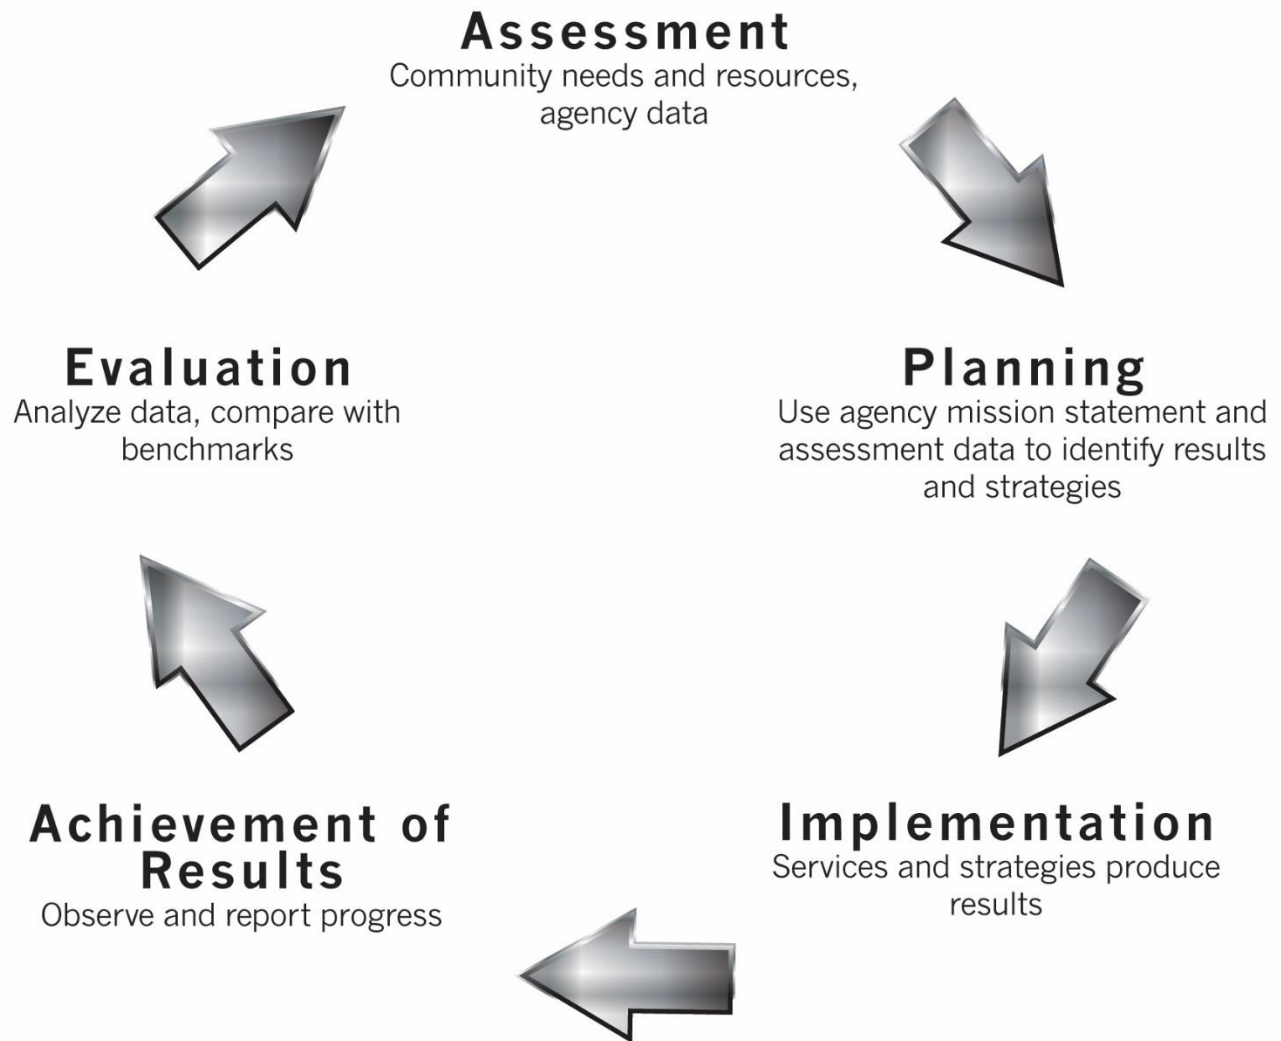 Assessment
Community needs and resources,
agency data
Planning
Use agency mission statement and
assessment data to identify results
and strategies
Implementation
Services and strategies produce
results
Achievement of
Results
Observe and report progress
Evaluation
Analyze data, compare with
benchmarks